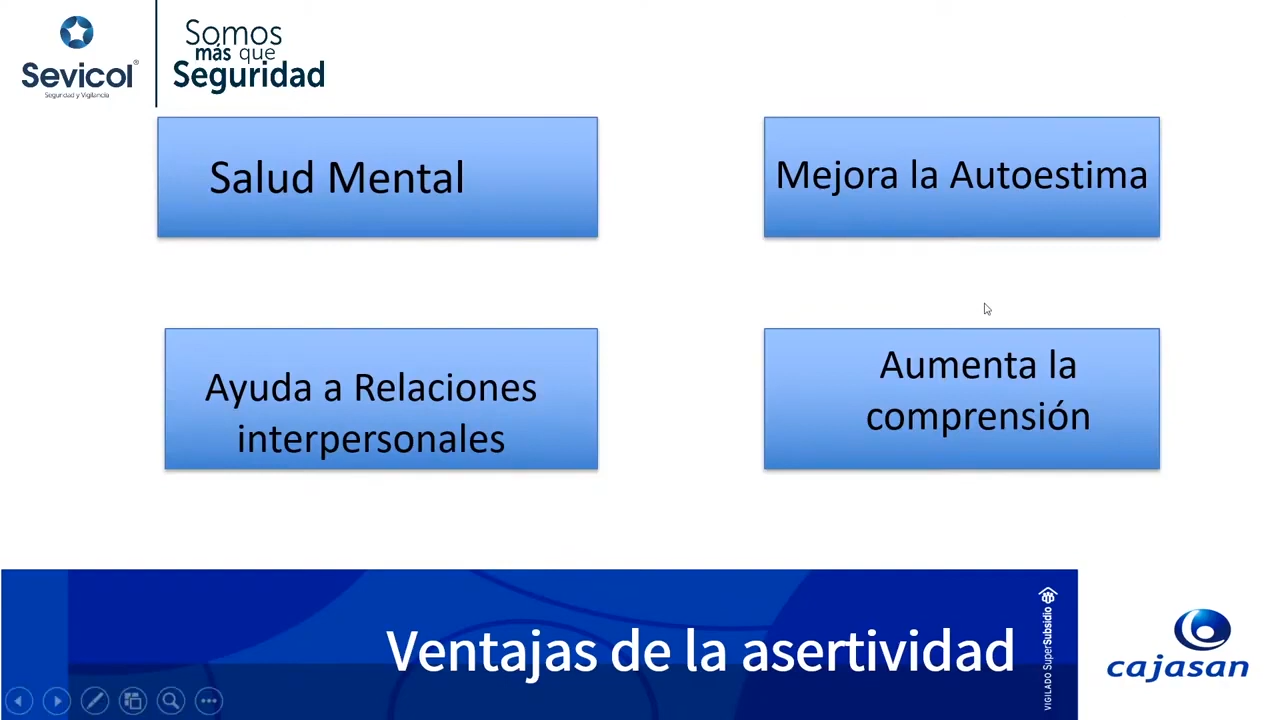 Sevicol
Seguridad y Vigilancia
Somos
más que
Seguridad
Salud Mental
Mejora la Autoestima
Ayuda a Relaciones
interpersonales
Aumenta la
comprensión
Ventajas de la asertividad
VIGILADO SuperSubsidio
cajasan